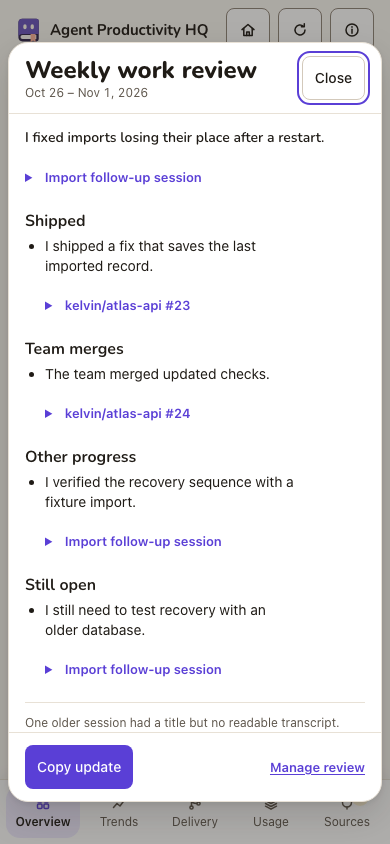 Agent Productivity HQ
Weekly work review
Oct 26 – Nov 1, 2026
Close
I fixed imports losing their place after a restart.
Import follow-up session
Shipped
I shipped a fix that saves the last
imported record.
kelvin/atlas-api #23
Team merges
The team merged updated checks.
kelvin/atlas-api #24
Other progress
I verified the recovery sequence with a
fixture import.
Import follow-up session
Still open
I still need to test recovery with an
older database.
Import follow-up session
One older session had a title but no readable transcript.
Copy update
Manage review
Overview
Trends
Delivery
Usage
Sources